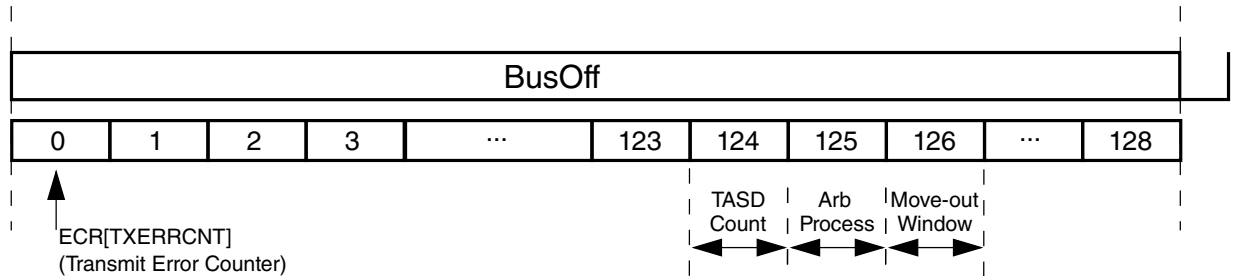 BusOff
0 1 2 3 ... 123 124 125 126 ... 128
TASD Arb Move-out
Count Process Window
ECR[TXERRCNT]
(Transmit Error Counter)